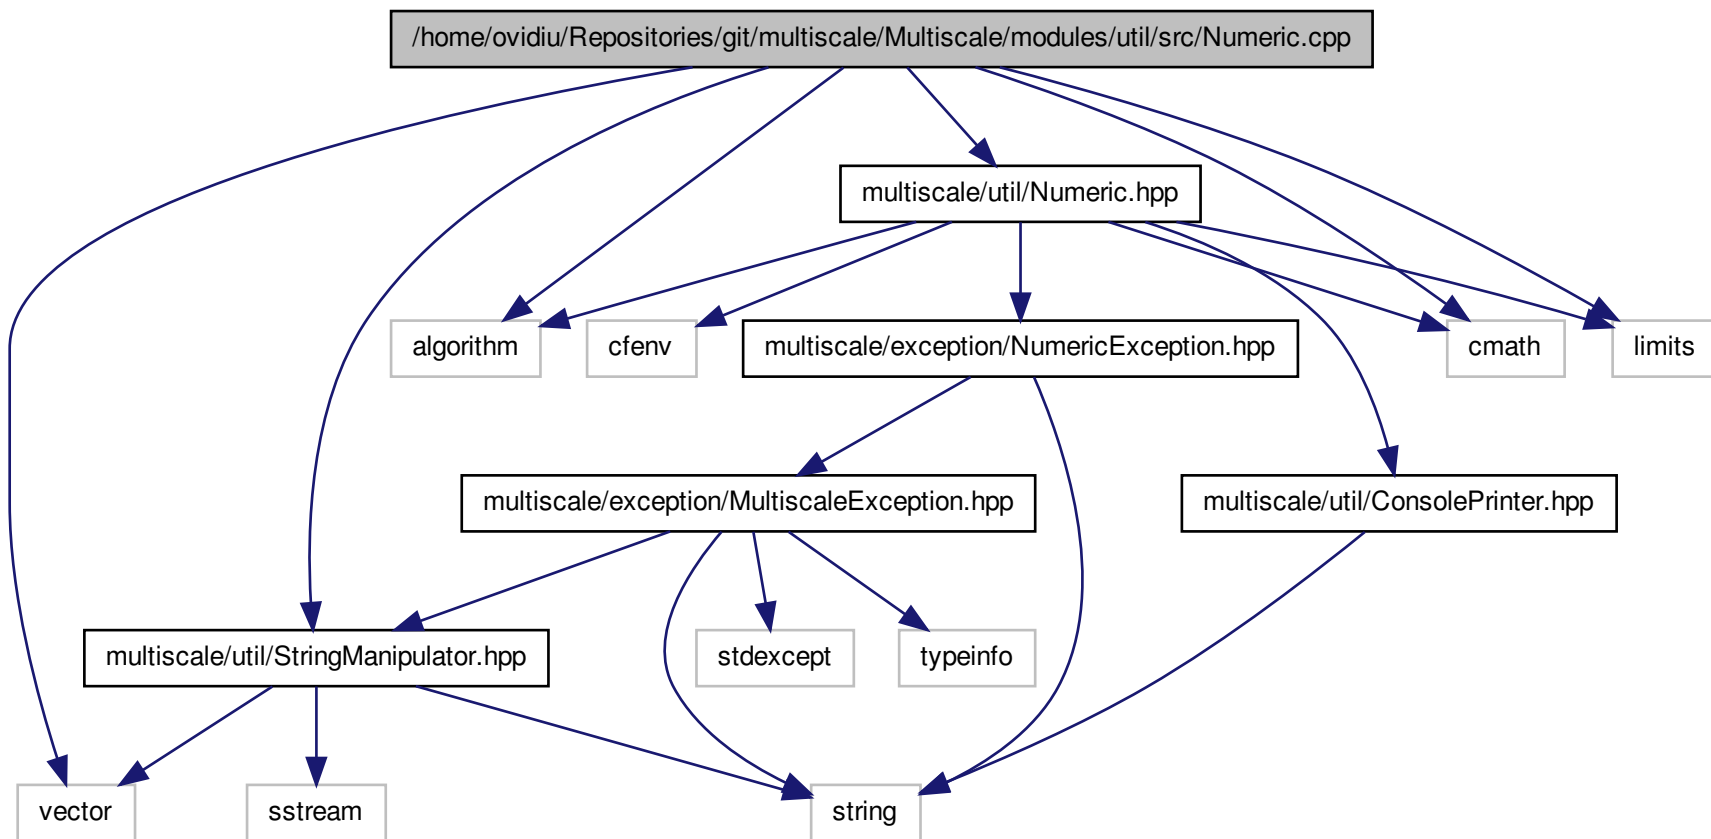 /home/ovidiu/Repositories/git/multiscale/Multiscale/modules/util/src/Numeric.cpp
multiscale/util/Numeric.hpp
algorithm
cfenv
multiscale/exception/NumericException.hpp
cmath
limits
multiscale/exception/MultiscaleException.hpp
multiscale/util/ConsolePrinter.hpp
multiscale/util/StringManipulator.hpp
stdexcept
typeinfo
vector
sstream
string